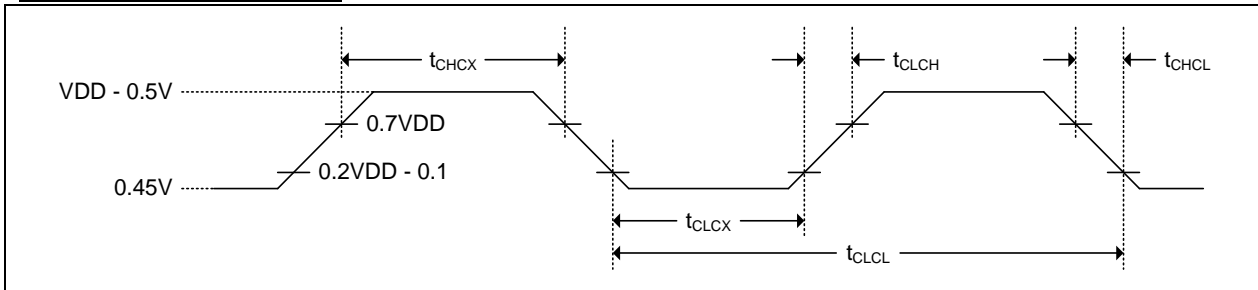 tCHCX
tCLCH
tCHCL
VDD - 0.5V
0.7VDD
0.2VDD - 0.1
0.45V
tCLCX
tCLCL